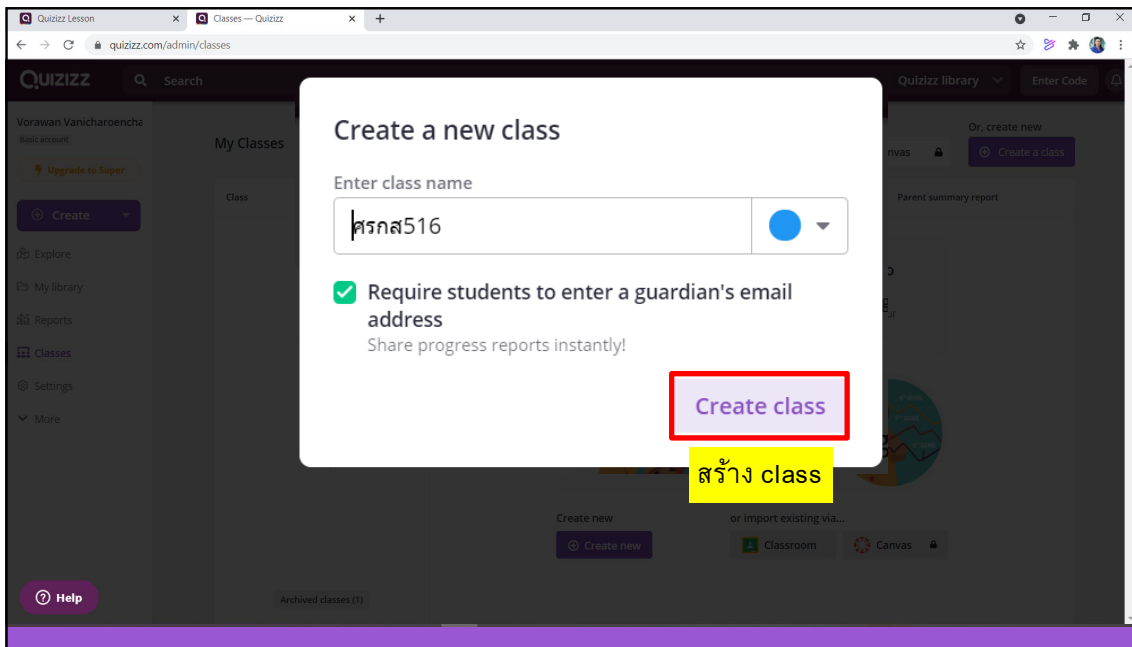 Quizizz Lesson
Classes — Quizizz
quizizz.com/admin/classes
QUIZIZZ
Search
Quizizz library
Enter Code
Vorawan Vanicharoencha
Basic account
Upgrade to Super
Create
Explore
My library
Reports
Classes
Settings
More
Help
My Classes
nvas
Or, create new
Create a class
Class
Parent summary report
Create a new class
Enter class name
ศรกส516
Require students to enter a guardian's email
address
Share progress reports instantly!
Create class
สร้าง class
Create new
or import existing via...
Create new
Classroom
Canvas
Archived classes (1)